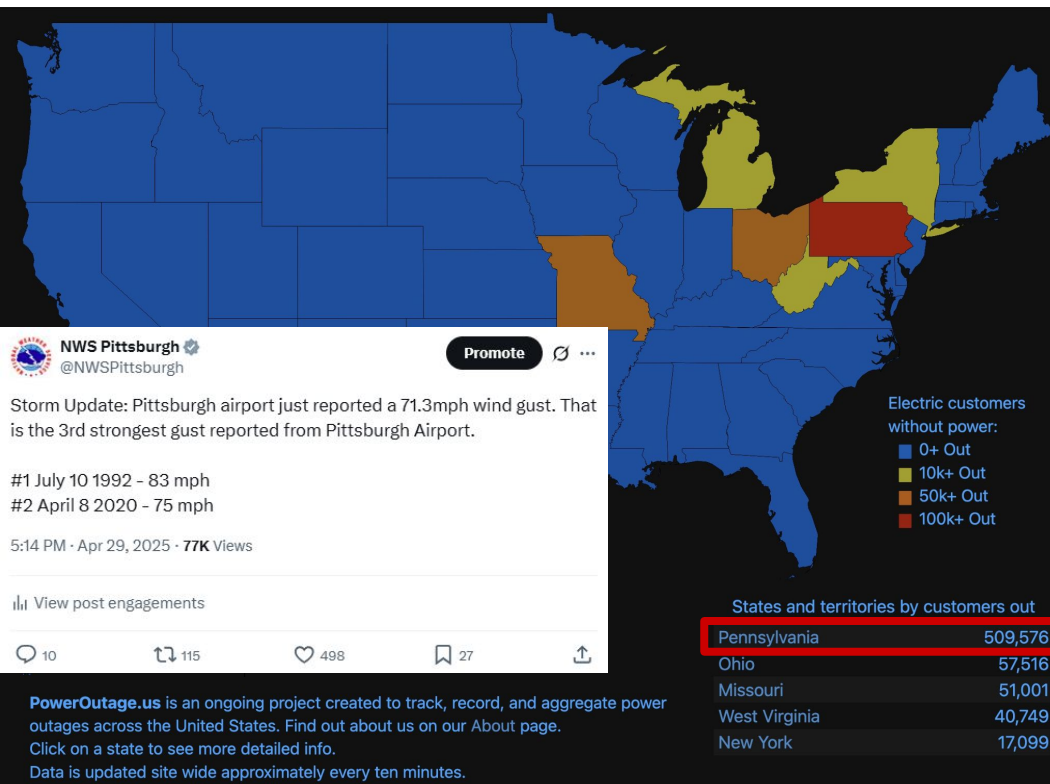 NWS Pittsburgh
@NWSPittsburgh
Promote
Storm Update: Pittsburgh airport just reported a 71.3mph wind gust. That
is the 3rd strongest gust reported from Pittsburgh Airport.
#1 July 10 1992 - 83 mph
#2 April 8 2020 - 75 mph
5:14 PM · Apr 29, 2025 · 77K Views
View post engagements
10 115 498 27
Electric customers
without power:
0+ Out
10k+ Out
50k+ Out
100k+ Out
States and territories by customers out
Pennsylvania 509,576
Ohio 57,516
Missouri 51,001
West Virginia 40,749
New York 17,099
PowerOutage.us is an ongoing project created to track, record, and aggregate power
outages across the United States. Find out about us on our About page.
Click on a state to see more detailed info.
Data is updated site wide approximately every ten minutes.